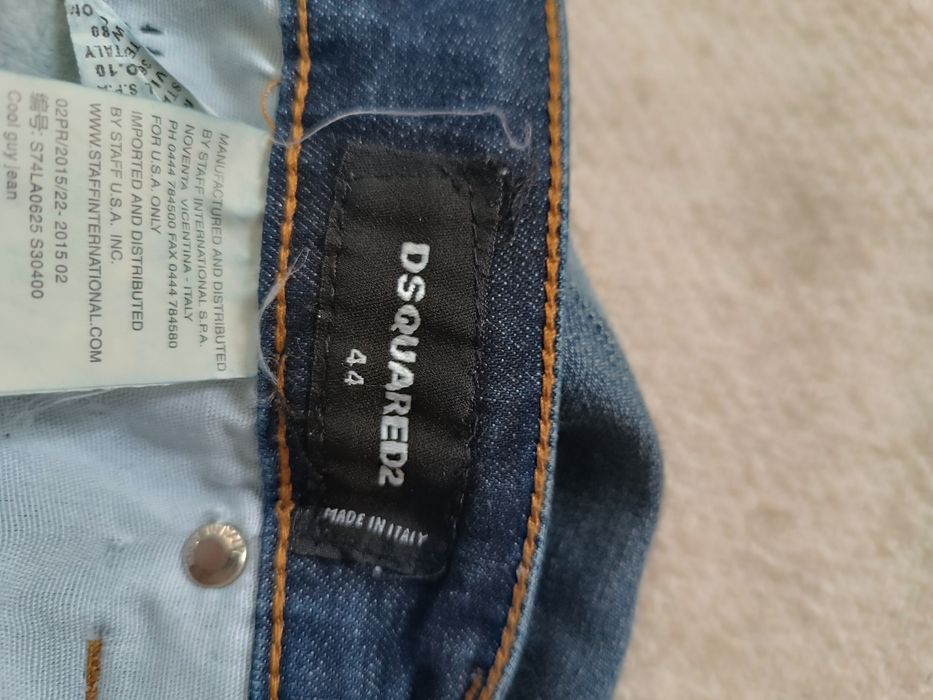 MANUFACTURED AND DISTRIBUTED
BY STAFF INTERNATIONAL S.P.A.
NOVENTA VICENTINA - ITALY
PH 0444 784500 FAX 0444 784580
FOR U.S.A. ONLY
IMPORTED AND DISTRIBUTED
BY STAFF U.S.A. INC.
WWW.STAFFINTERNATIONAL.COM
02PR/2015/22- 2015 02
编号: S74LA0625 S30400
Cool guy jean
DSQUARED2
44
MADE IN ITALY
ITALY